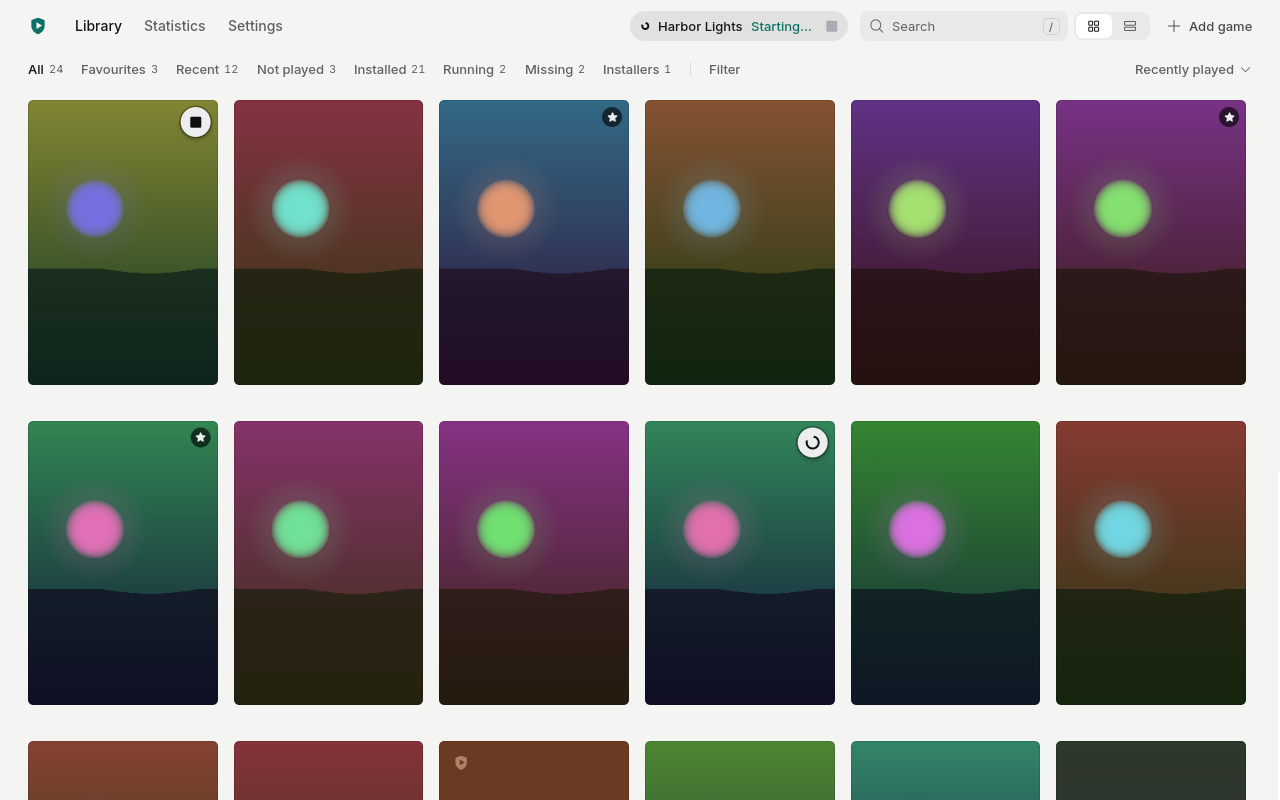 Library Statistics Settings Harbor Lights Starting... Search / Add game
All 24 Favourites 3 Recent 12 Not played 3 Installed 21 Running 2 Missing 2 Installers 1 Filter Recently played